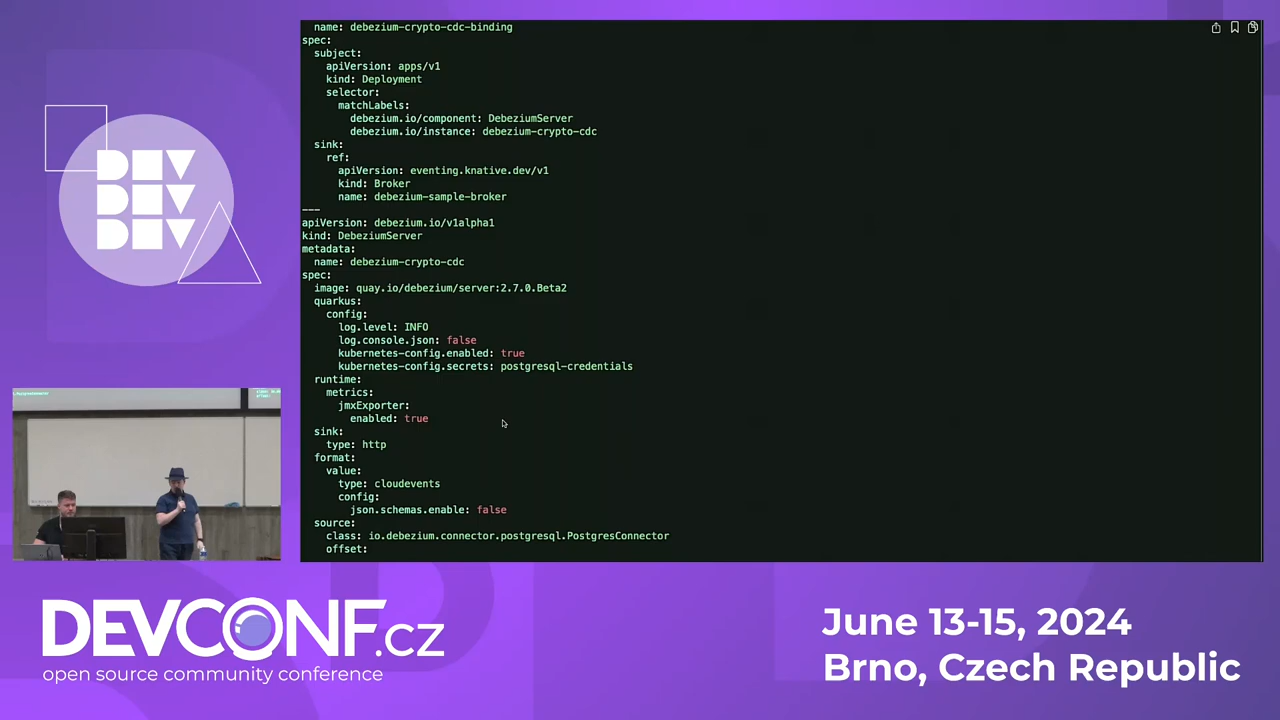 name: debezium-crypto-cdc-binding
spec:
subject:
apiVersion: apps/v1
kind: Deployment
selector:
matchLabels:
debezium.io/component: DebeziumServer
debezium.io/instance: debezium-crypto-cdc
sink:
ref:
apiVersion: eventing.knative.dev/v1
kind: Broker
name: debezium-sample-broker
---
apiVersion: debezium.io/v1alpha1
kind: DebeziumServer
metadata:
name: debezium-crypto-cdc
spec:
image: quay.io/debezium/server:2.7.0.Beta2
quarkus:
config:
log.level: INFO
log.console.json: false
kubernetes-config.enabled: true
kubernetes-config.secrets: postgresql-credentials
runtime:
metrics:
jmxExporter:
enabled: true
sink:
type: http
format:
value:
type: cloudevents
config:
json.schemas.enable: false
source:
class: io.debezium.connector.postgresql.PostgresConnector
offset:
DEV
DEV
DEV
DEVCONF.cz
open source community conference
June 13-15, 2024
Brno, Czech Republic